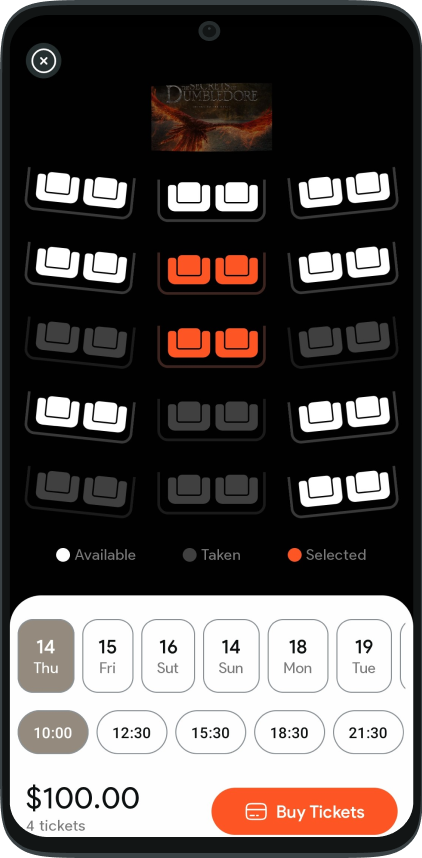 THE SECRETS OF
DUMBLEDORE
Available Taken Selected
14 15 16 14 18 19
Thu Fri Sut Sun Mon Tue
10:00 12:30 15:30 18:30 21:30
$100.00
4 tickets
Buy Tickets